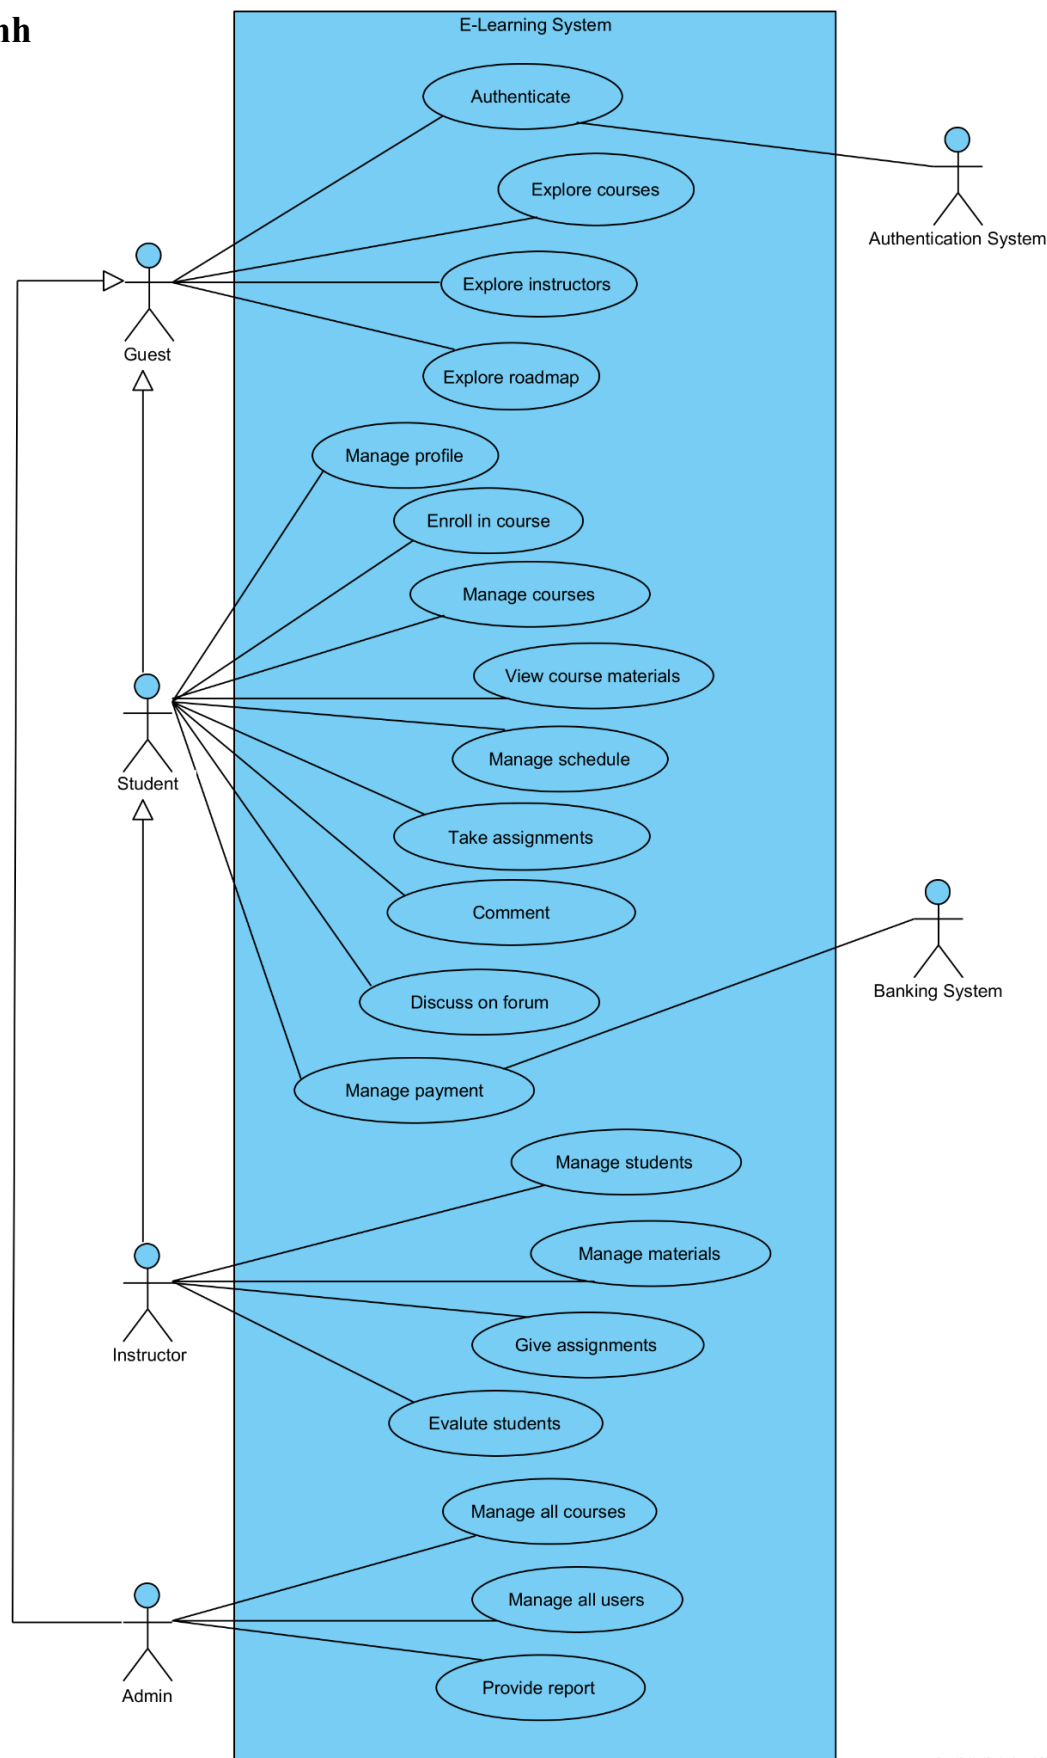 nh
E-Learning System
Authenticate
Explore courses
Authentication System
Explore instructors
Guest
Explore roadmap
Manage profile
Enroll in course
Manage courses
View course materials
Manage schedule
Student
Take assignments
Comment
Banking System
Discuss on forum
Manage payment
Manage students
Manage materials
Give assignments
Instructor
Evalute students
Manage all courses
Manage all users
Provide report
Admin